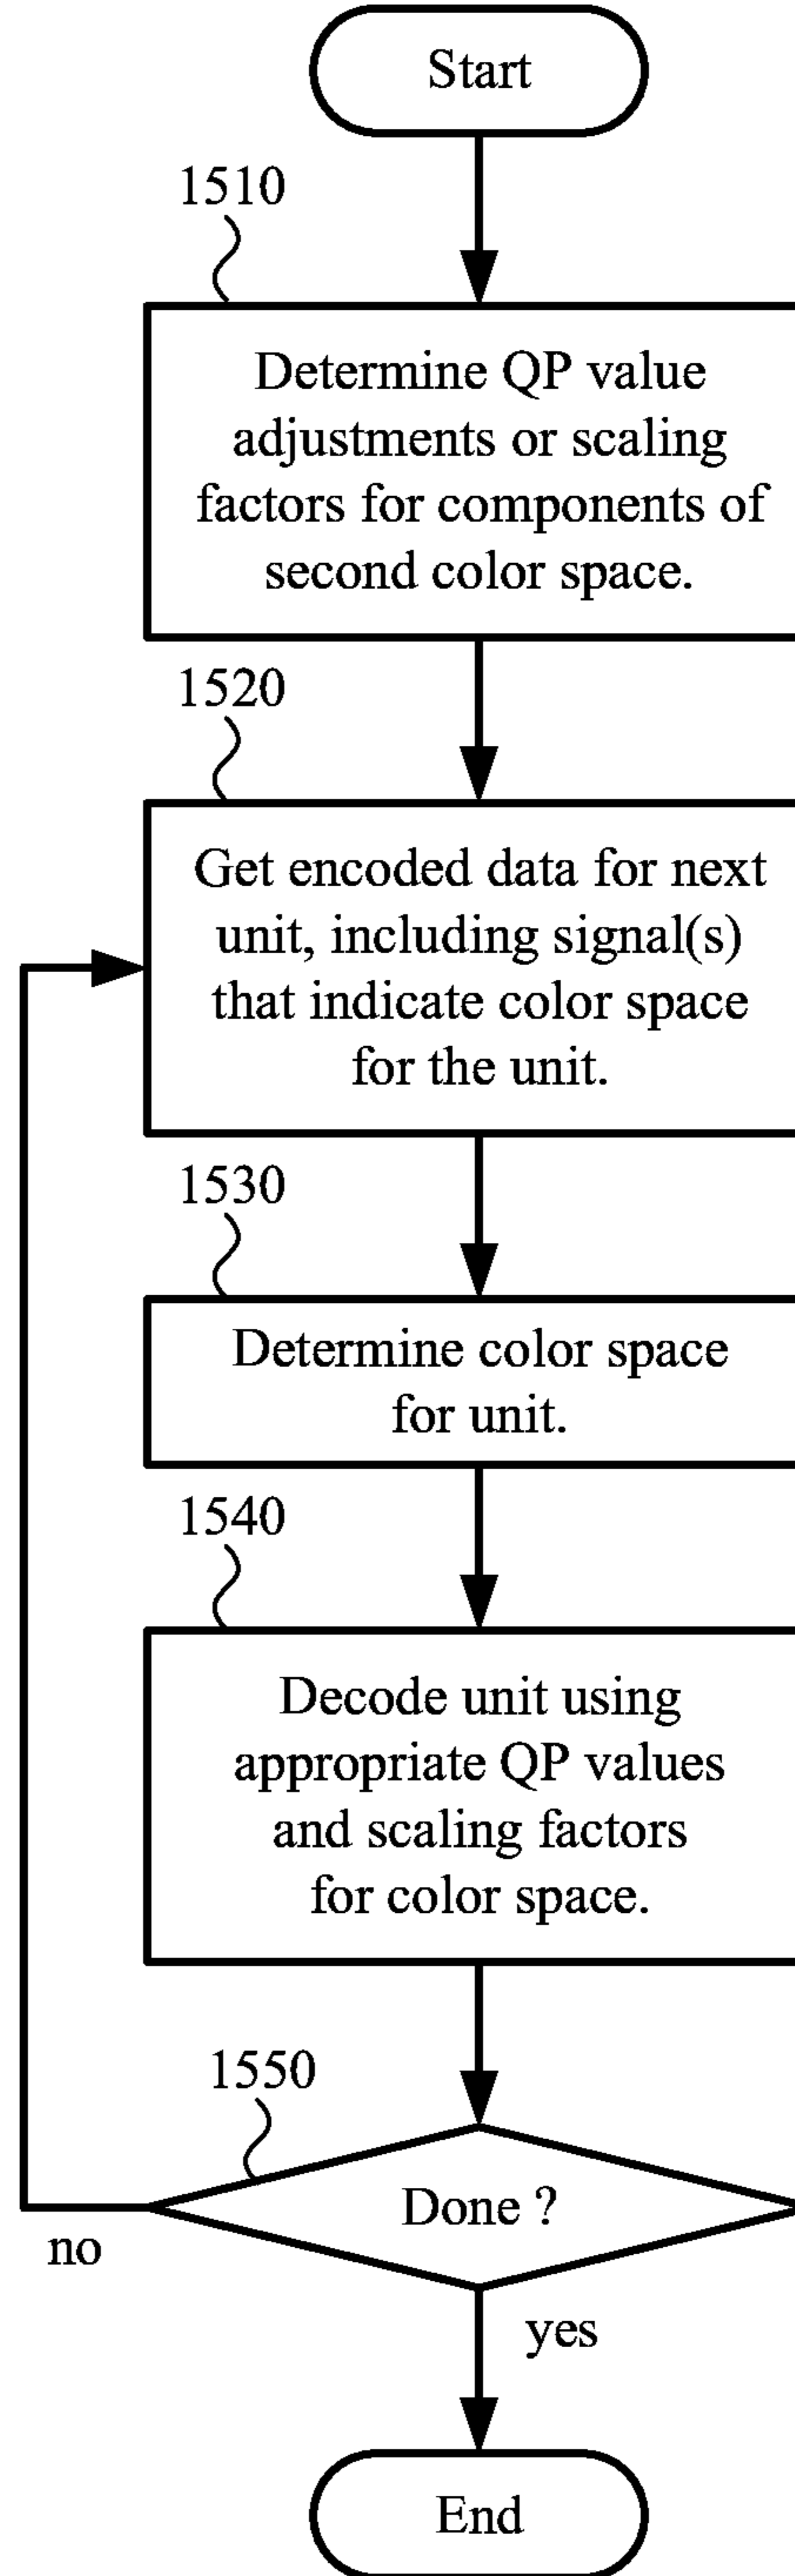 Start
1510
Determine QP value
adjustments or scaling
factors for components of
second color space.
1520
Get encoded data for next
unit, including signal(s)
that indicate color space
for the unit.
1530
Determine color space
for unit.
1540
Decode unit using
appropriate QP values
and scaling factors
for color space.
1550
Done ?
no
yes
End